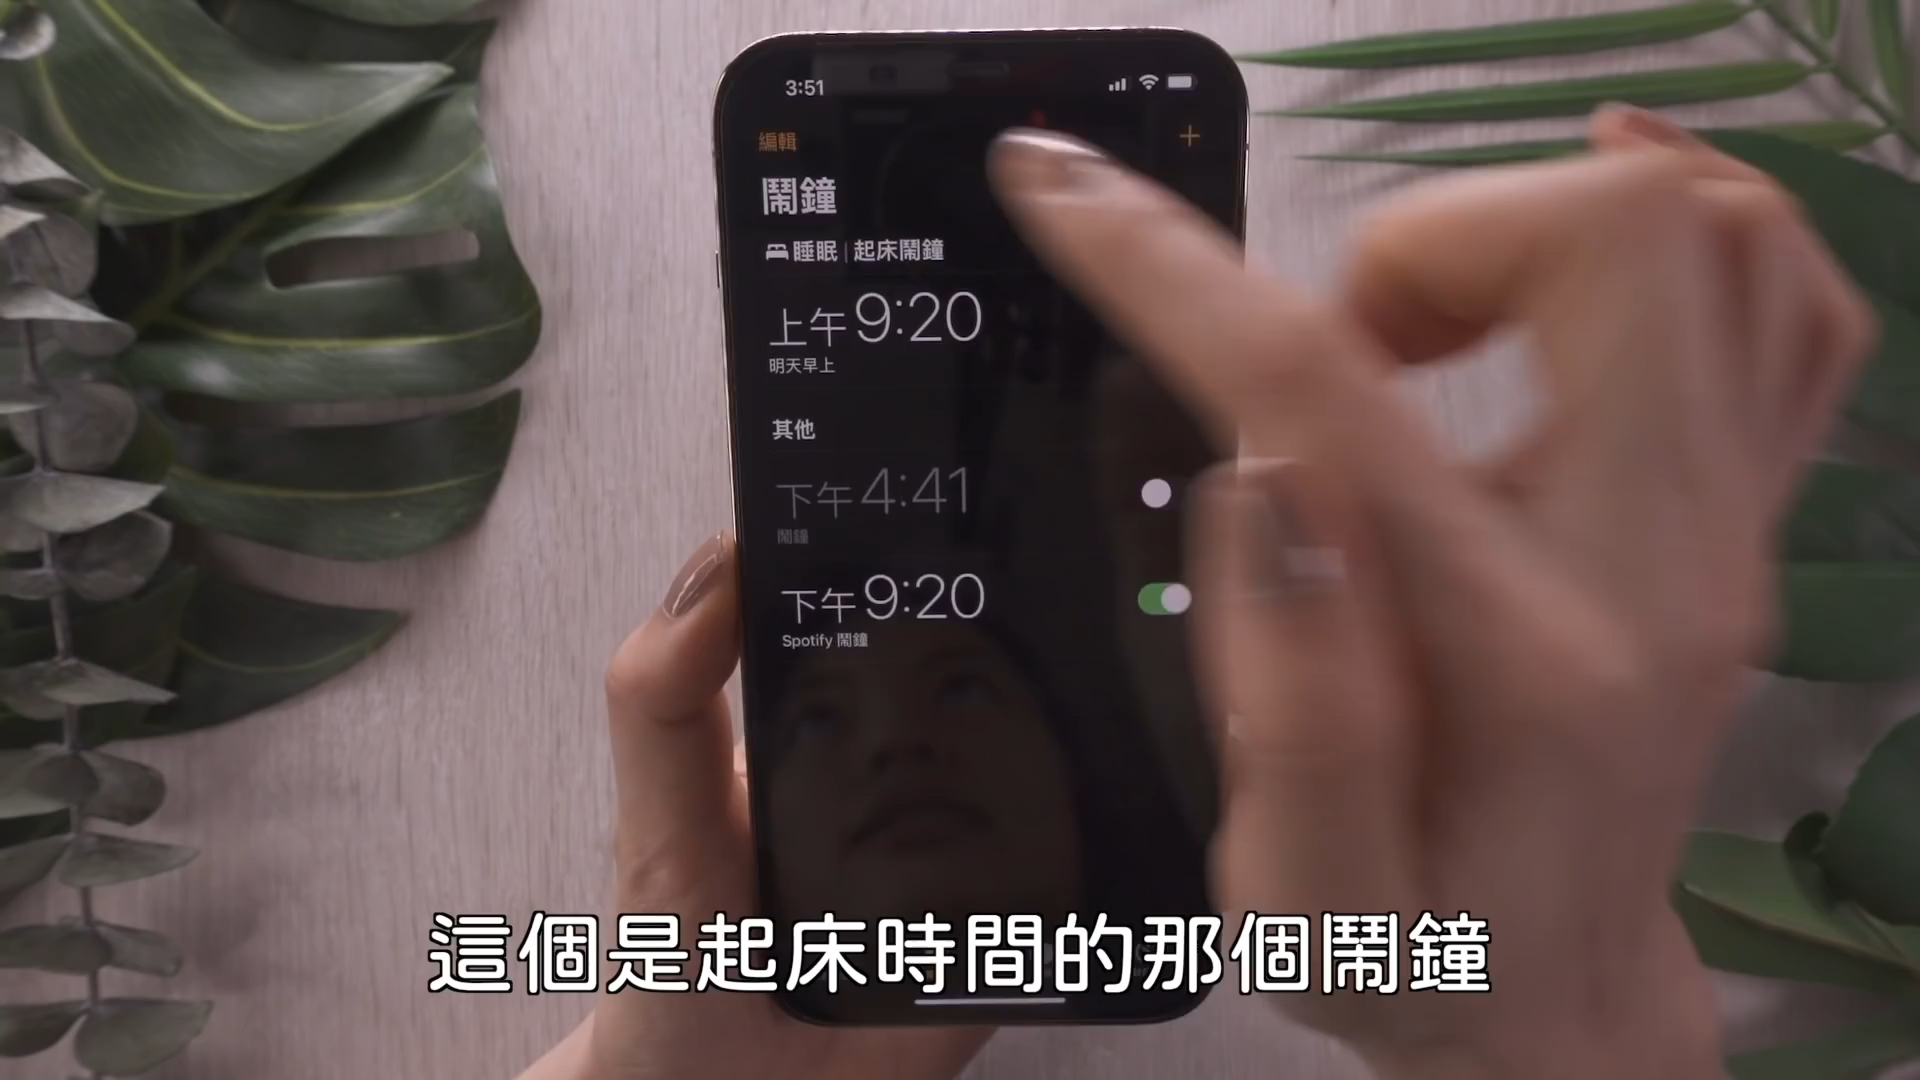 3:51
編輯
鬧鐘
睡眠 | 起床鬧鐘
上午9:20
明天早上
其他
下午4:41
鬧鐘
下午9:20
Spotify 鬧鐘
這個是起床時間的那個鬧鐘